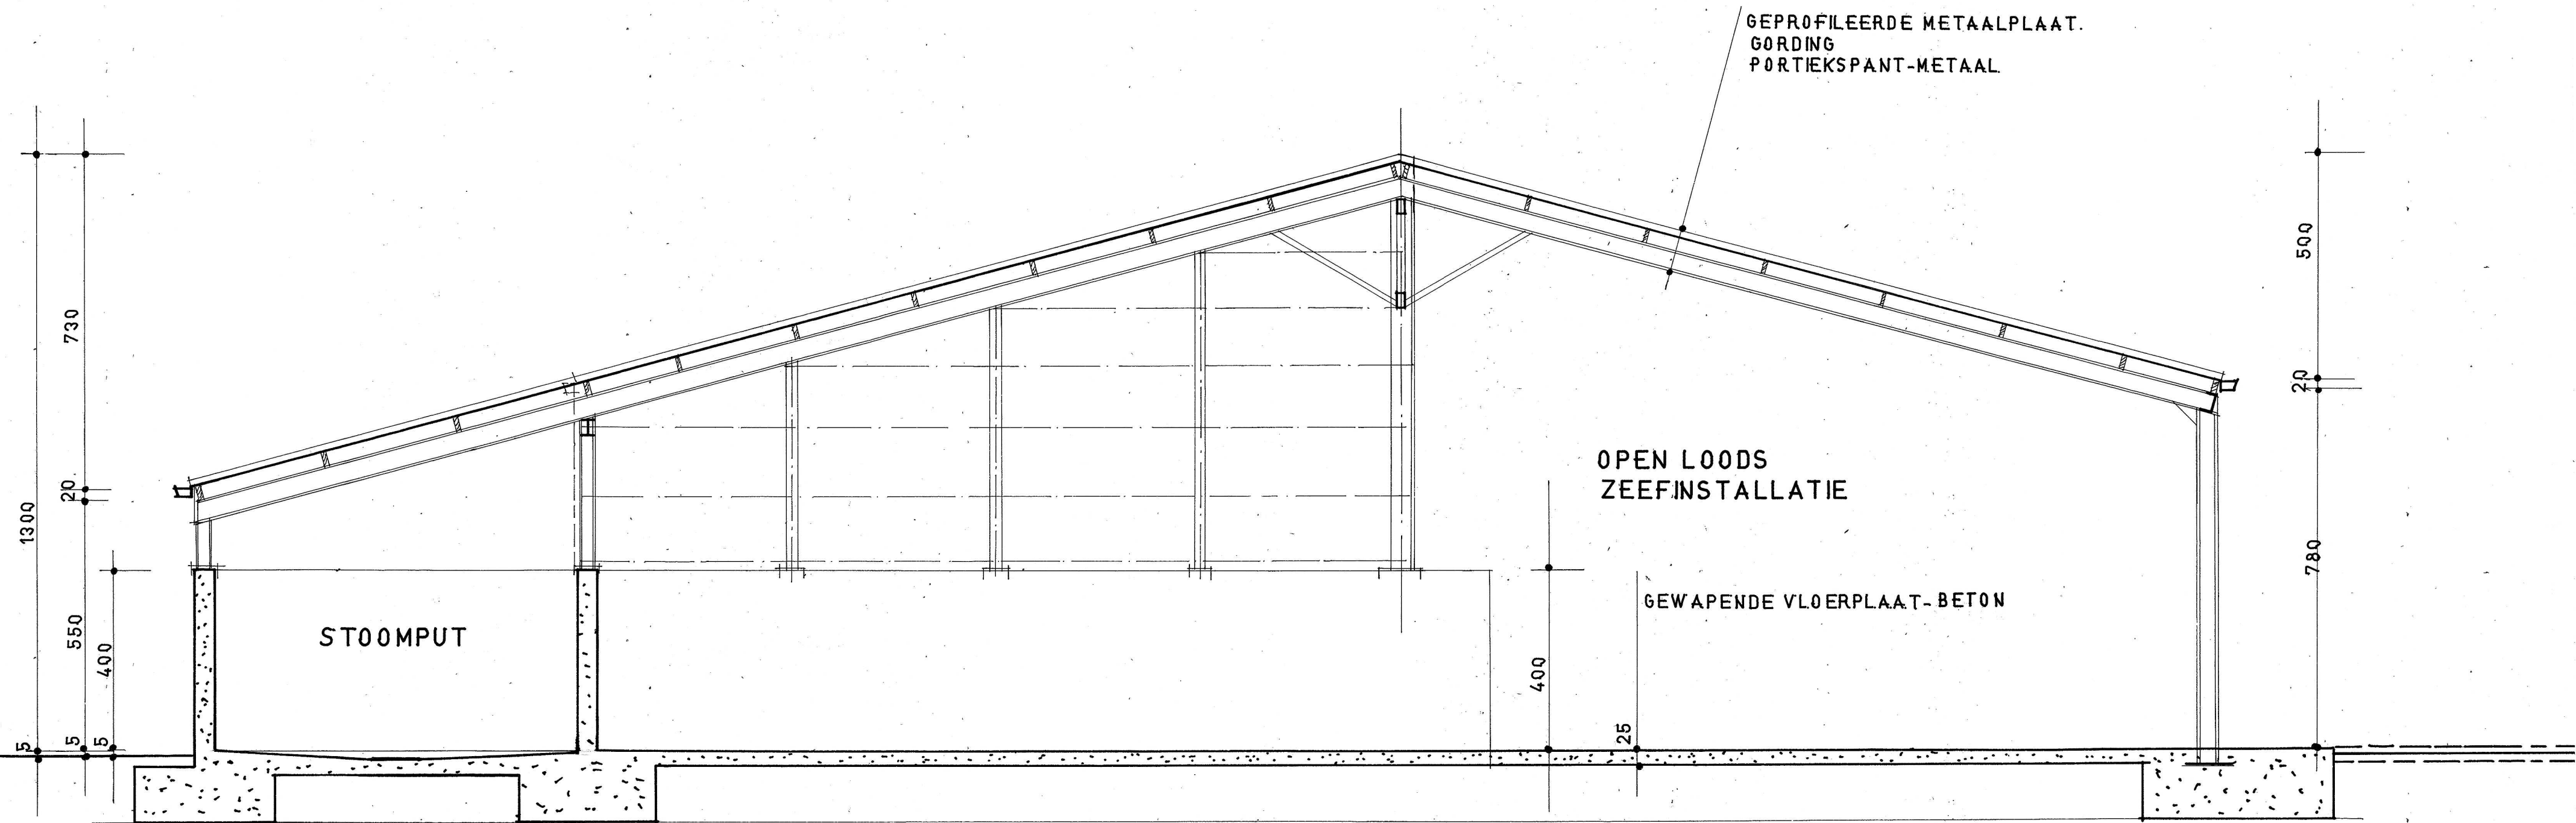 GEPROFILEERDE METAALPLAAT.
GORDING
PORTIEKSPANT-METAAL.
500
20
780
730
20
1300
550
400
5
5
5
OPEN LOODS
ZEEFINSTALLATIE
GEWAPENDE VLOERPLAAT-BETON
STOOMPUT
400
25